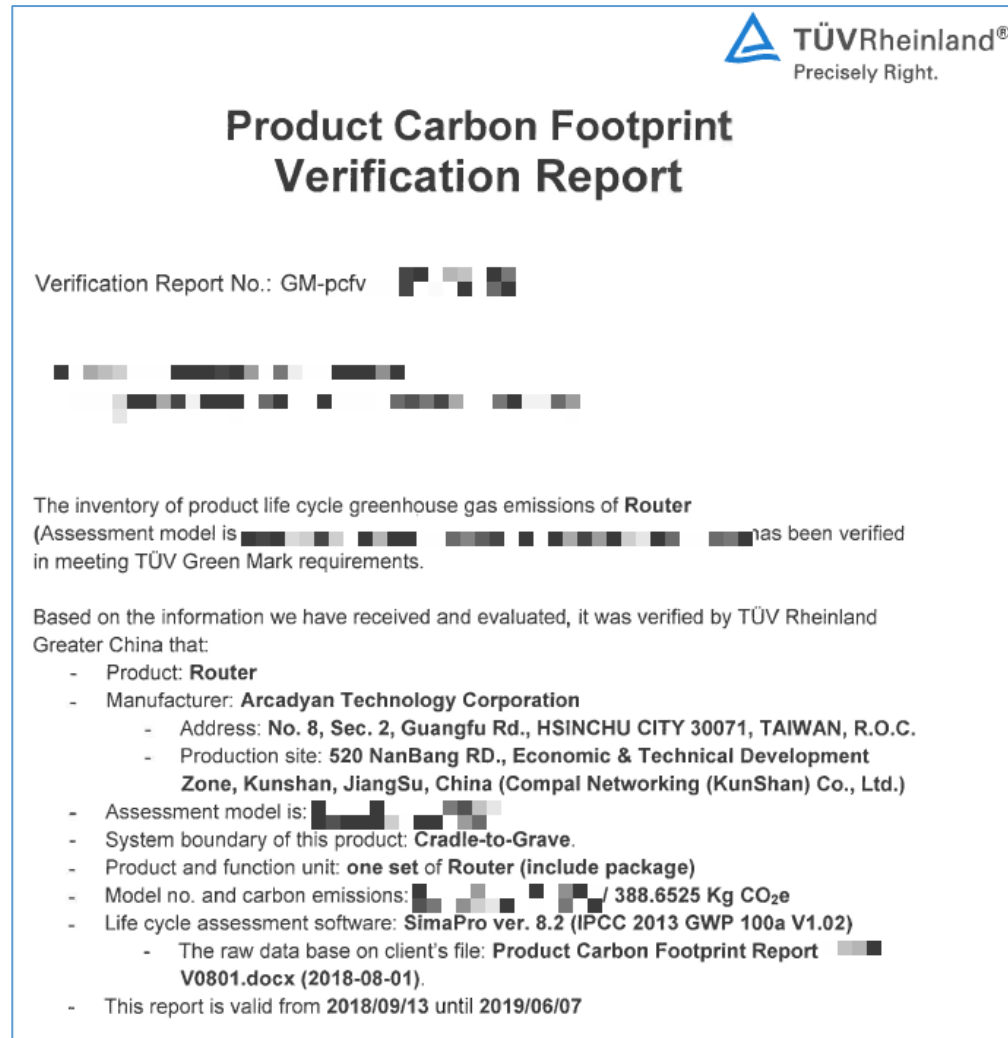 TÜVRheinland®
Precisely Right.
Product Carbon Footprint
Verification Report
Verification Report No.: GM-pcfv
The inventory of product life cycle greenhouse gas emissions of Router
(Assessment model is has been verified
in meeting TÜV Green Mark requirements.
Based on the information we have received and evaluated, it was verified by TÜV Rheinland
Greater China that:
- Product: Router
- Manufacturer: Arcadyan Technology Corporation
- Address: No. 8, Sec. 2, Guangfu Rd., HSINCHU CITY 30071, TAIWAN, R.O.C.
- Production site: 520 NanBang RD., Economic & Technical Development
Zone, Kunshan, JiangSu, China (Compal Networking (KunShan) Co., Ltd.)
- Assessment model is:
- System boundary of this product: Cradle-to-Grave.
- Product and function unit: one set of Router (include package)
- Model no. and carbon emissions: / 388.6525 Kg CO₂e
- Life cycle assessment software: SimaPro ver. 8.2 (IPCC 2013 GWP 100a V1.02)
- The raw data base on client's file: Product Carbon Footprint Report
V0801.docx (2018-08-01).
- This report is valid from 2018/09/13 until 2019/06/07